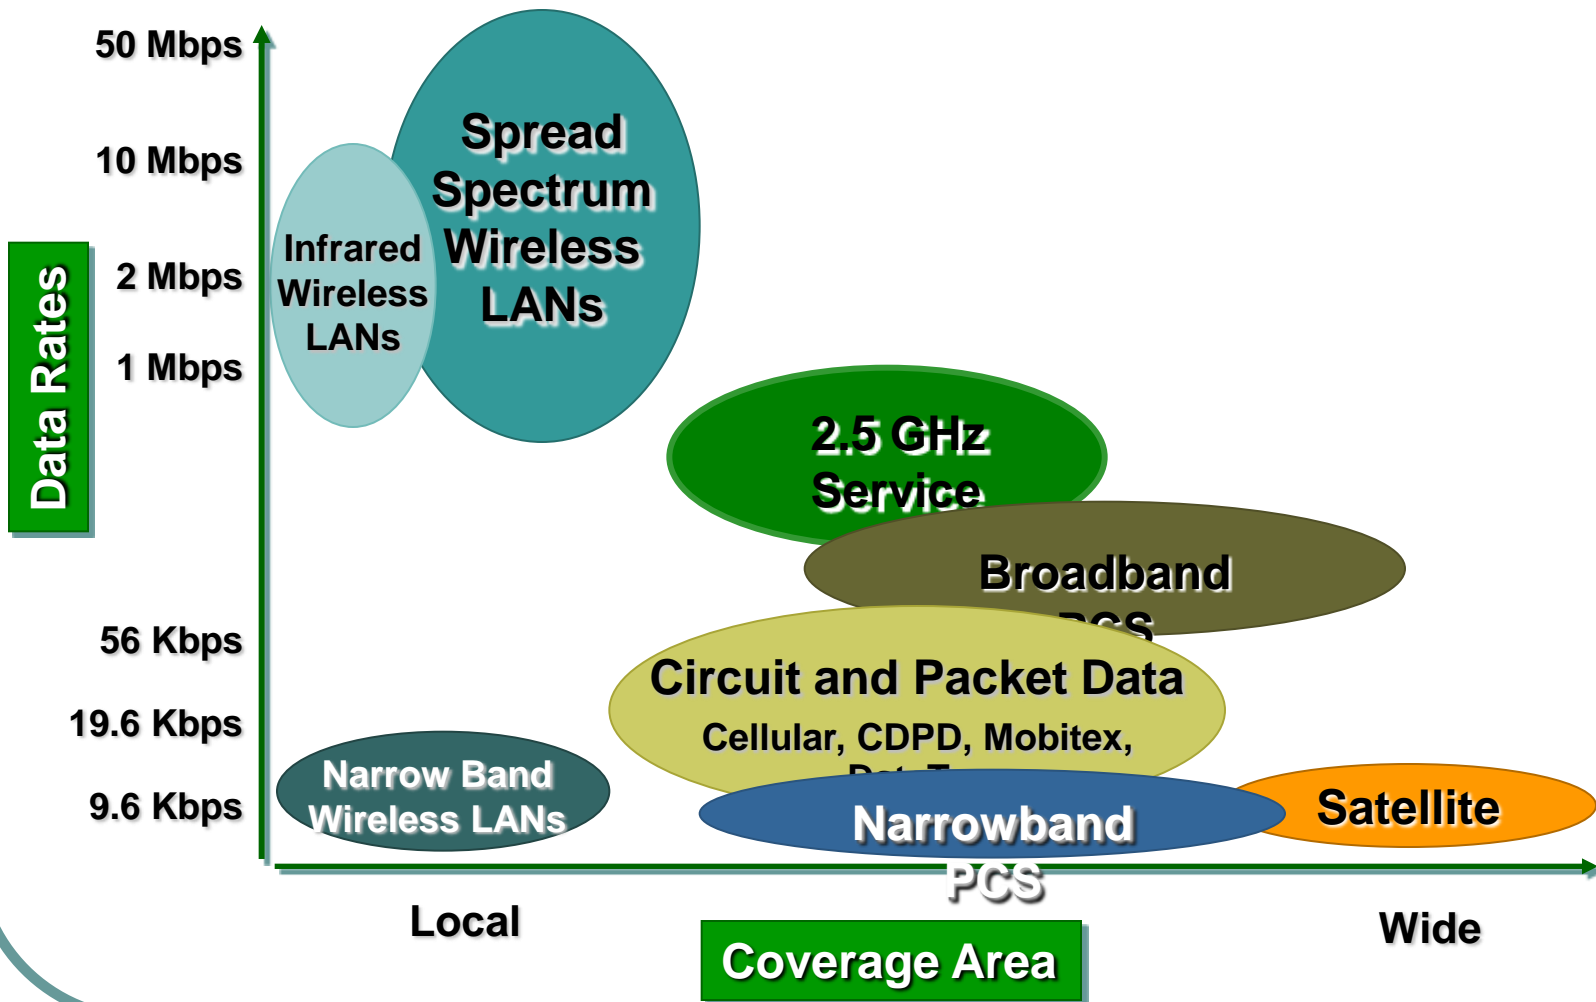 50 Mbps
10 Mbps
2 Mbps
1 Mbps
56 Kbps
19.6 Kbps
9.6 Kbps
Data Rates
Spread
Spectrum
Wireless
LANs
Infrared
Wireless
LANs
2.5 GHz
Service
Broadband
PCS
Circuit and Packet Data
Cellular, CDPD, Mobitex,
Narrow Band
Wireless LANs
Narrowband
PCS
Satellite
Local
Wide
Coverage Area